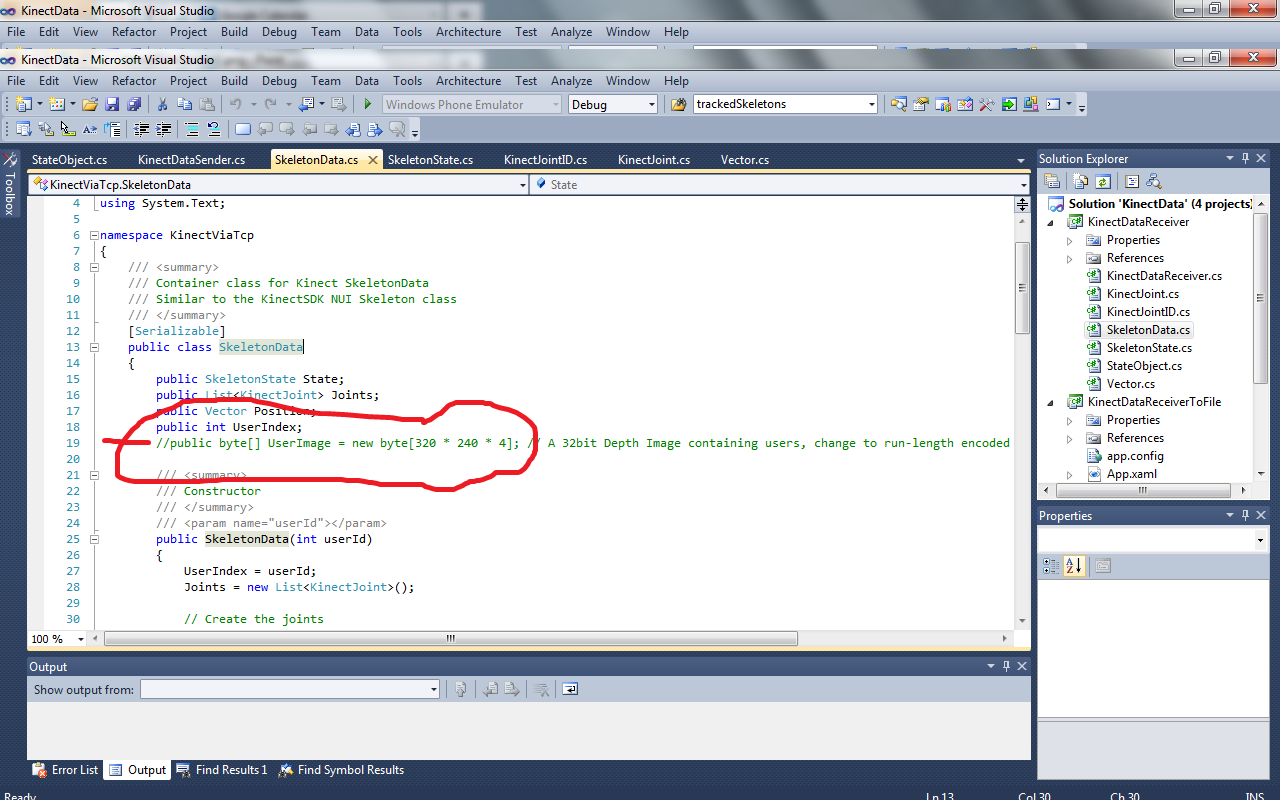 KinectData - Microsoft Visual Studio
File Edit View Refactor Project Build Debug Team Data Tools Architecture Test Analyze Window Help
KinectData - Microsoft Visual Studio
File Edit View Refactor Project Build Debug Team Data Tools Architecture Test Analyze Window Help
Windows Phone Emulator Debug trackedSkeletons
Toolbox
StateObject.cs KinectDataSender.cs SkeletonData.cs SkeletonState.cs KinectJointID.cs KinectJoint.cs Vector.cs
KinectViaTcp.SkeletonData State
4 using System.Text;
5
6 namespace KinectViaTcp
7 {
8 /// <summary>
9 /// Container class for Kinect SkeletonData
10 /// Similar to the KinectSDK NUI Skeleton class
11 /// </summary>
12 [Serializable]
13 public class SkeletonData
14 {
15 public SkeletonState State;
16 public List<KinectJoint> Joints;
17 public Vector Position;
18 public int UserIndex;
19 //public byte[] UserImage = new byte[320 * 240 * 4]; // A 32bit Depth Image containing users, change to run-length encoded
20
21 /// <summary>
22 /// Constructor
23 /// </summary>
24 /// <param name="userId"></param>
25 public SkeletonData(int userId)
26 {
27 UserIndex = userId;
28 Joints = new List<KinectJoint>();
29
30 // Create the joints
100 %
Solution Explorer
Solution 'KinectData' (4 projects)
KinectDataReceiver
Properties
References
KinectDataReceiver.cs
KinectJoint.cs
KinectJointID.cs
SkeletonData.cs
SkeletonState.cs
StateObject.cs
Vector.cs
KinectDataReceiverToFile
Properties
References
app.config
App.xaml
Properties
Output
Show output from:
Error List Output Find Results 1 Find Symbol Results
Ready Ln 13 Col 30 Ch 30 INS